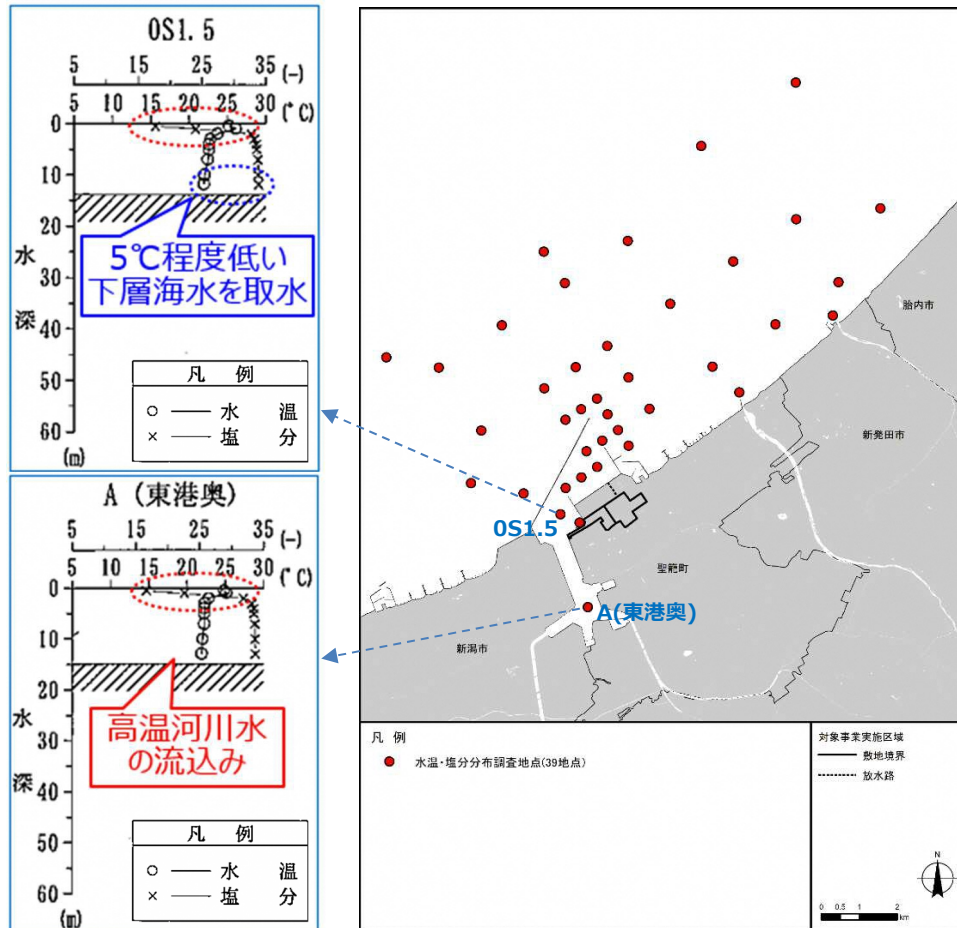 0S1.5
5 15 25 35 (-)
5 10 15 20 25 30 (°C)
0
10
20
30
40
50
60
(m)
水深
5℃程度低い
下層海水を取水
凡 例
○ ── 水 温
× ── 塩 分
A (東港奥)
5 15 25 35 (-)
5 10 15 20 25 30 (°C)
0
10
20
30
40
50
60
(m)
水深
高温河川水
の流込み
凡 例
○ ── 水 温
× ── 塩 分
胎内市
新発田市
0S1.5
聖籠町
A(東港奥)
新潟市
凡 例
水温・塩分分布調査地点(39地点)
対象事業実施区域
敷地境界
放水路
N
0 0.5 1 2
km